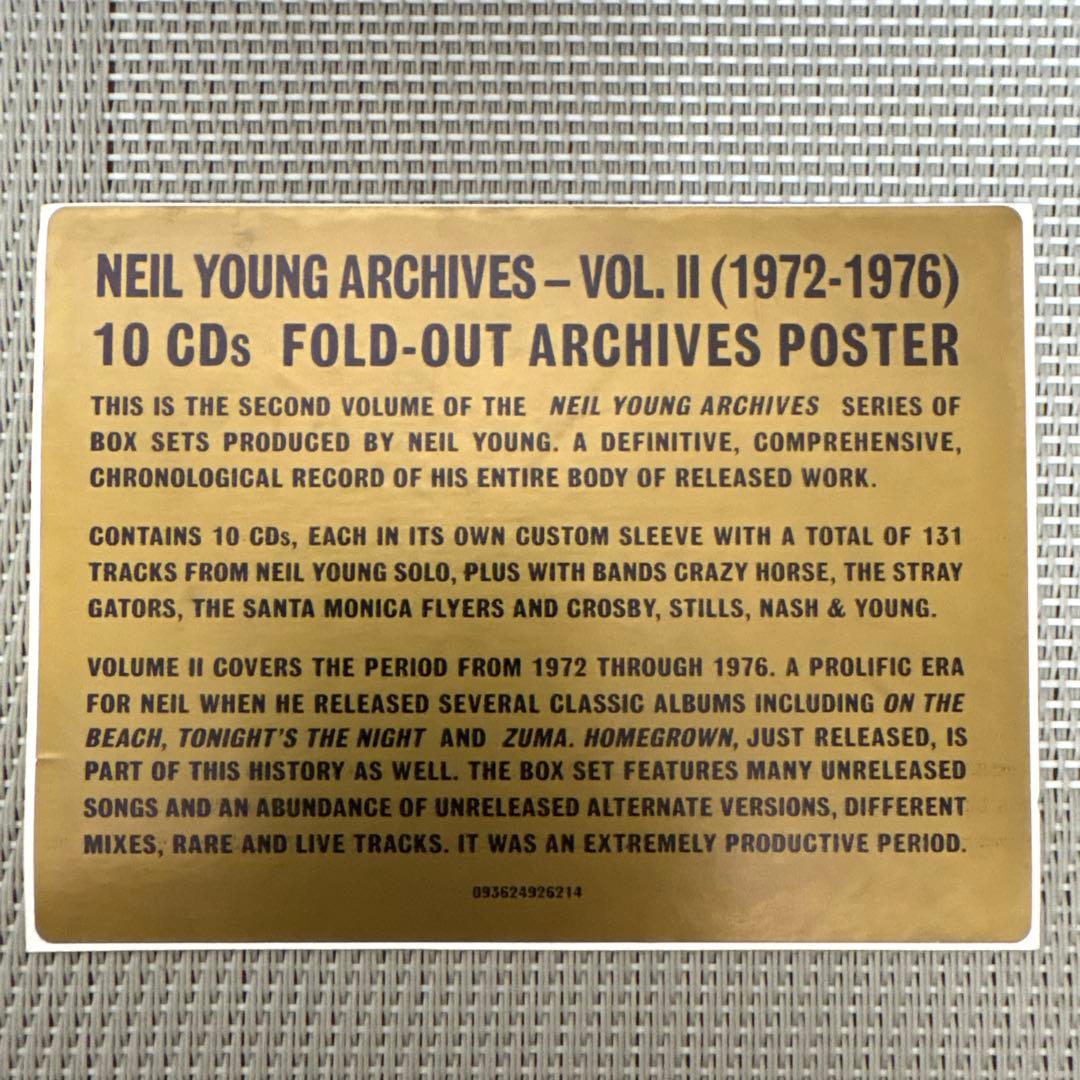 NEIL YOUNG ARCHIVES – VOL. II (1972-1976)
10 CDs FOLD-OUT ARCHIVES POSTER
THIS IS THE SECOND VOLUME OF THE NEIL YOUNG ARCHIVES SERIES OF
BOX SETS PRODUCED BY NEIL YOUNG. A DEFINITIVE, COMPREHENSIVE,
CHRONOLOGICAL RECORD OF HIS ENTIRE BODY OF RELEASED WORK.
CONTAINS 10 CDs, EACH IN ITS OWN CUSTOM SLEEVE WITH A TOTAL OF 131
TRACKS FROM NEIL YOUNG SOLO, PLUS WITH BANDS CRAZY HORSE, THE STRAY
GATORS, THE SANTA MONICA FLYERS AND CROSBY, STILLS, NASH & YOUNG.
VOLUME II COVERS THE PERIOD FROM 1972 THROUGH 1976. A PROLIFIC ERA
FOR NEIL WHEN HE RELEASED SEVERAL CLASSIC ALBUMS INCLUDING ON THE
BEACH, TONIGHT'S THE NIGHT AND ZUMA. HOMEGROWN, JUST RELEASED, IS
PART OF THIS HISTORY AS WELL. THE BOX SET FEATURES MANY UNRELEASED
SONGS AND AN ABUNDANCE OF UNRELEASED ALTERNATE VERSIONS, DIFFERENT
MIXES, RARE AND LIVE TRACKS. IT WAS AN EXTREMELY PRODUCTIVE PERIOD.
093624926214